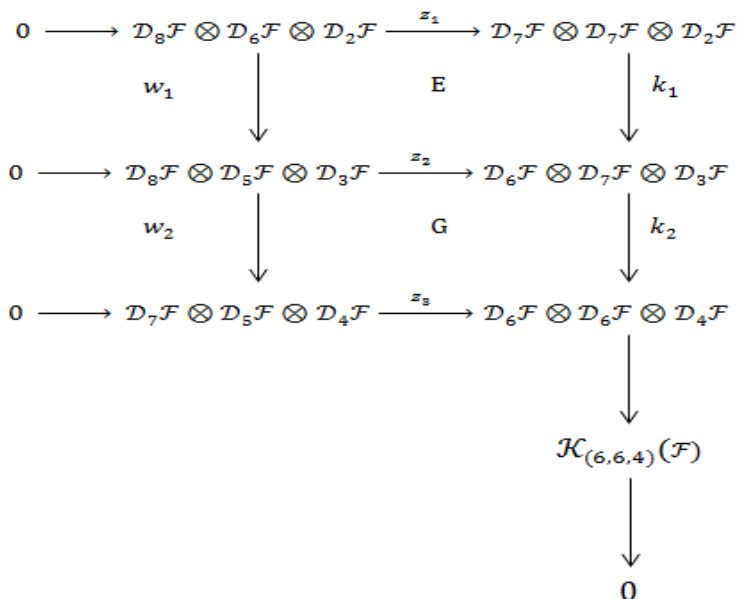 0 ⟶ 𝒟₈ℱ ⊗ 𝒟₆ℱ ⊗ 𝒟₂ℱ z₁ ⟶ 𝒟₇ℱ ⊗ 𝒟₇ℱ ⊗ 𝒟₂ℱ
w₁ E k₁
0 ⟶ 𝒟₈ℱ ⊗ 𝒟₅ℱ ⊗ 𝒟₃ℱ z₂ ⟶ 𝒟₆ℱ ⊗ 𝒟₇ℱ ⊗ 𝒟₃ℱ
w₂ G k₂
0 ⟶ 𝒟₇ℱ ⊗ 𝒟₅ℱ ⊗ 𝒟₄ℱ z₃ ⟶ 𝒟₆ℱ ⊗ 𝒟₆ℱ ⊗ 𝒟₄ℱ
𝒦₍₆,₆,₄₎(ℱ)
0